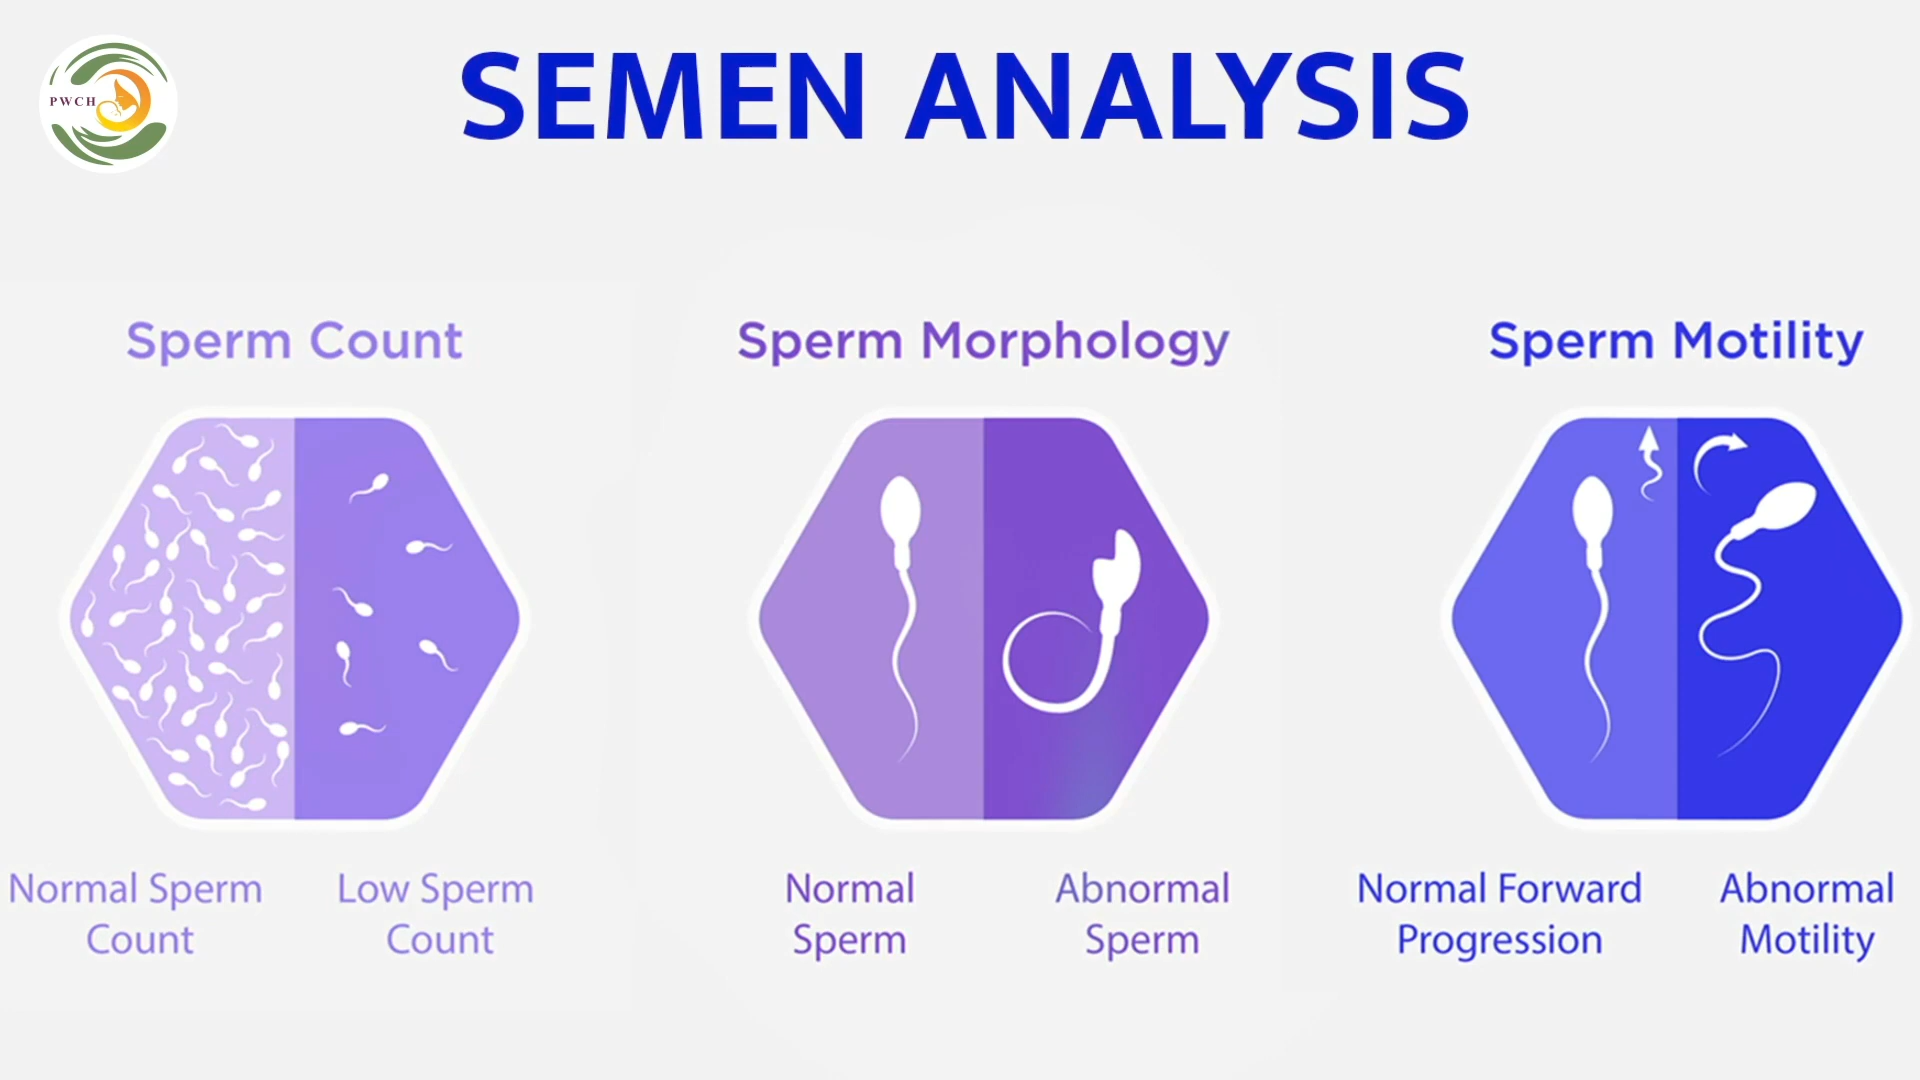 PWCH
SEMEN ANALYSIS
Sperm Count
Sperm Morphology
Sperm Motility
Normal Sperm
Count
Low Sperm
Count
Normal
Sperm
Abnormal
Sperm
Normal Forward
Progression
Abnormal
Motility